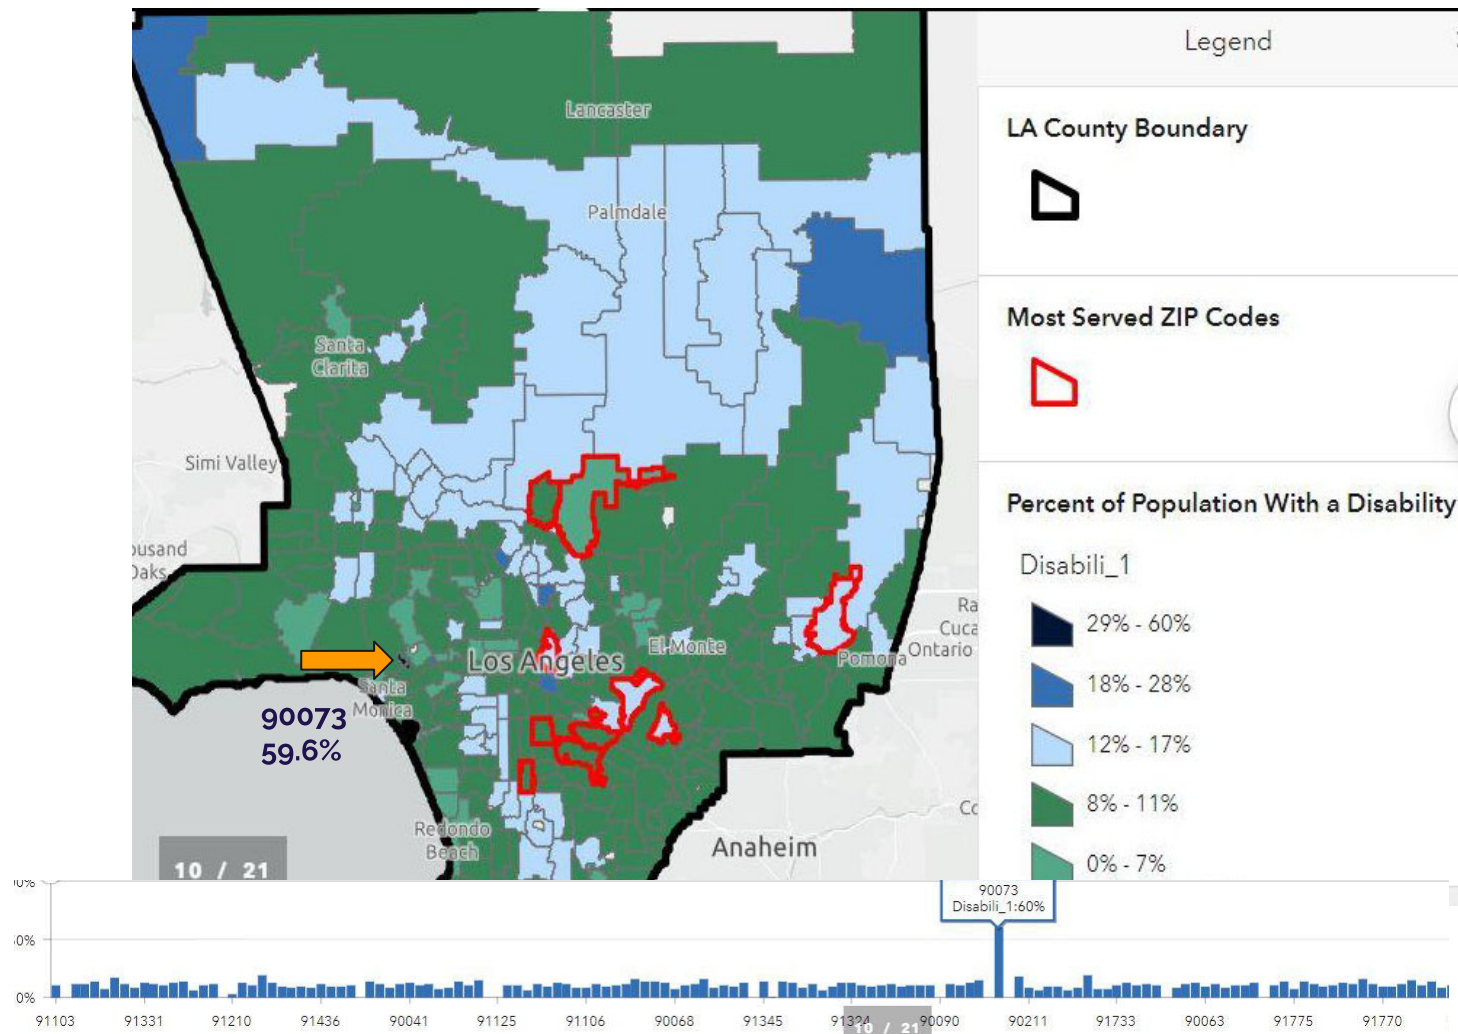 Legend
LA County Boundary
Most Served ZIP Codes
Percent of Population With a Disability
Disabili_1
29% - 60%
18% - 28%
12% - 17%
8% - 11%
0% - 7%
Lancaster
Palmdale
Santa
Clarita
Simi Valley
Oaks
Los Angeles
El Monte
Pomona
Ontario
Santa
Monica
90073
59.6%
Redondo
Beach
Anaheim
10 / 21
90073
Disabili_1:60%
0%
91103 91331 91210 91436 90041 91125 91106 90068 91345 91324 90090 90211 91733 90063 91775 91770
10 / 21